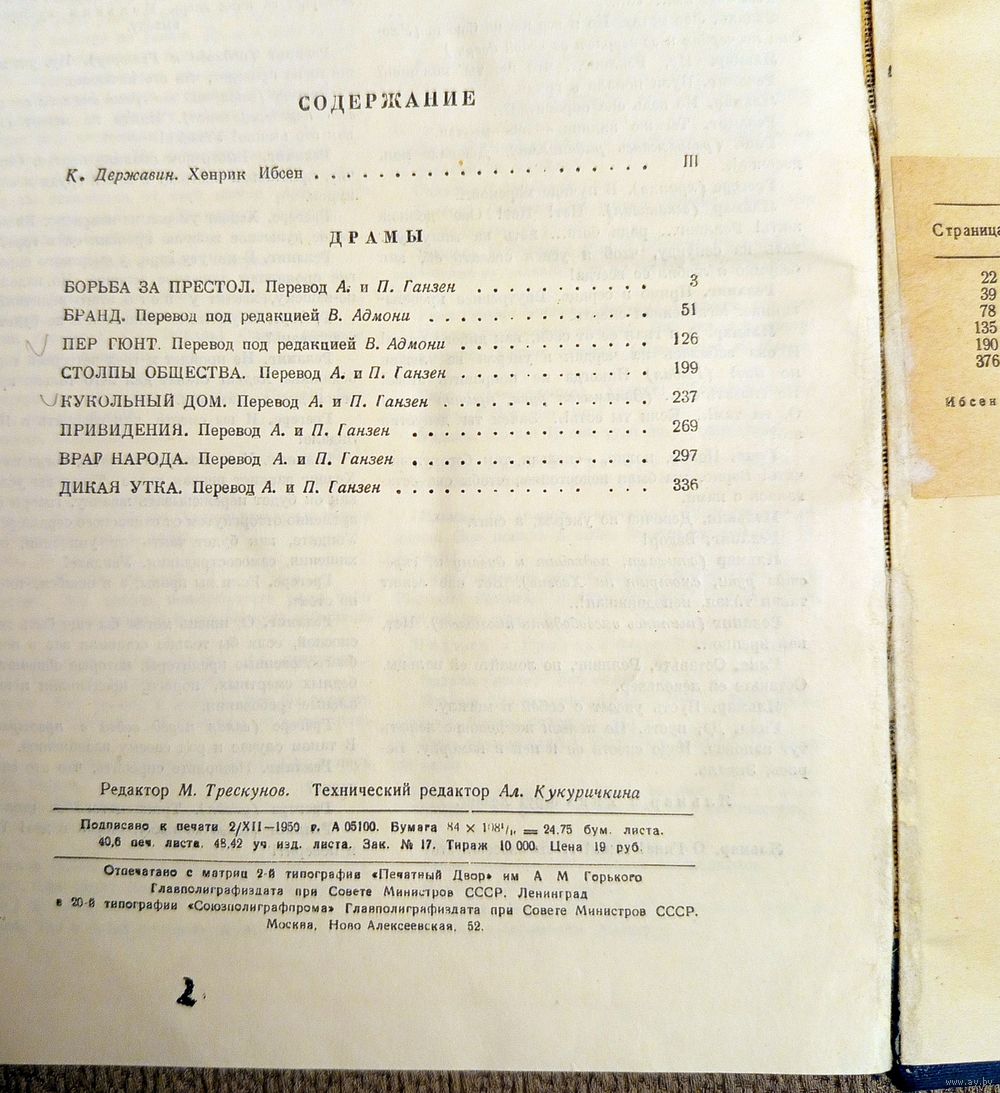 СОДЕРЖАНИЕ
К. Державин. Хенрик Ибсен . . . . . . . . . . . . . . . . . . . . . III
ДРАМЫ
БОРЬБА ЗА ПРЕСТОЛ. Перевод А. и П. Ганзен . . . . . . . . . . 3
БРАНД. Перевод под редакцией В. Адмони . . . . . . . . . . . . 51
ПЕР ГЮНТ. Перевод под редакцией В. Адмони . . . . . . . . . . 126
СТОЛПЫ ОБЩЕСТВА. Перевод А. и П. Ганзен . . . . . . . . . . 199
КУКОЛЬНЫЙ ДОМ. Перевод А. и П. Ганзен . . . . . . . . . . . . 237
ПРИВИДЕНИЯ. Перевод А. и П. Ганзен . . . . . . . . . . . . . 269
ВРАГ НАРОДА. Перевод А. и П. Ганзен . . . . . . . . . . . . . 297
ДИКАЯ УТКА. Перевод А. и П. Ганзен . . . . . . . . . . . . . 336
Редактор М. Трескунов. Технический редактор Ал. Кукуричкина
Подписано к печати 2/XII—1950 г. А 05100. Бумага 84 × = 24,75 бум. листа.
40,6 печ. листа. 48,42 уч изд. листа. Зак. № 17. Тираж 10 000. Цена 19 руб.
Отпечатано с матриц 2-й типографии «Печатный Двор» им А М Горького
Главполиграфиздата при Совете Министров СССР. Ленинград
в 20-й типографии «Союзполиграфпрома» Главполиграфиздата при Совете Министров СССР.
Москва, Ново Алексеевская, 52.
2
Страница
22
39
78
135
190
376
Ибсен
www.ay.by